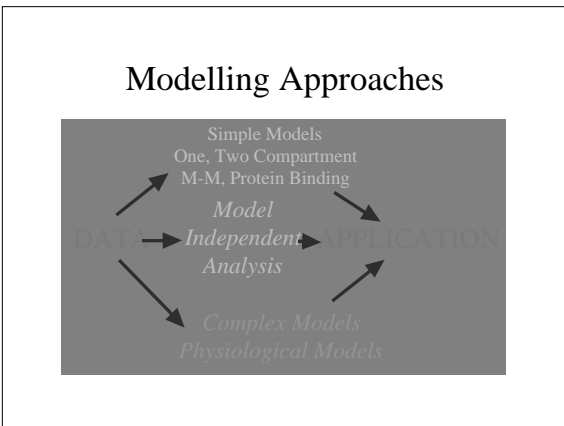 Modelling Approaches
Simple Models
One, Two Compartment
M-M, Protein Binding
Model
DATA Independent APPLICATION
Analysis
Complex Models
Physiological Models